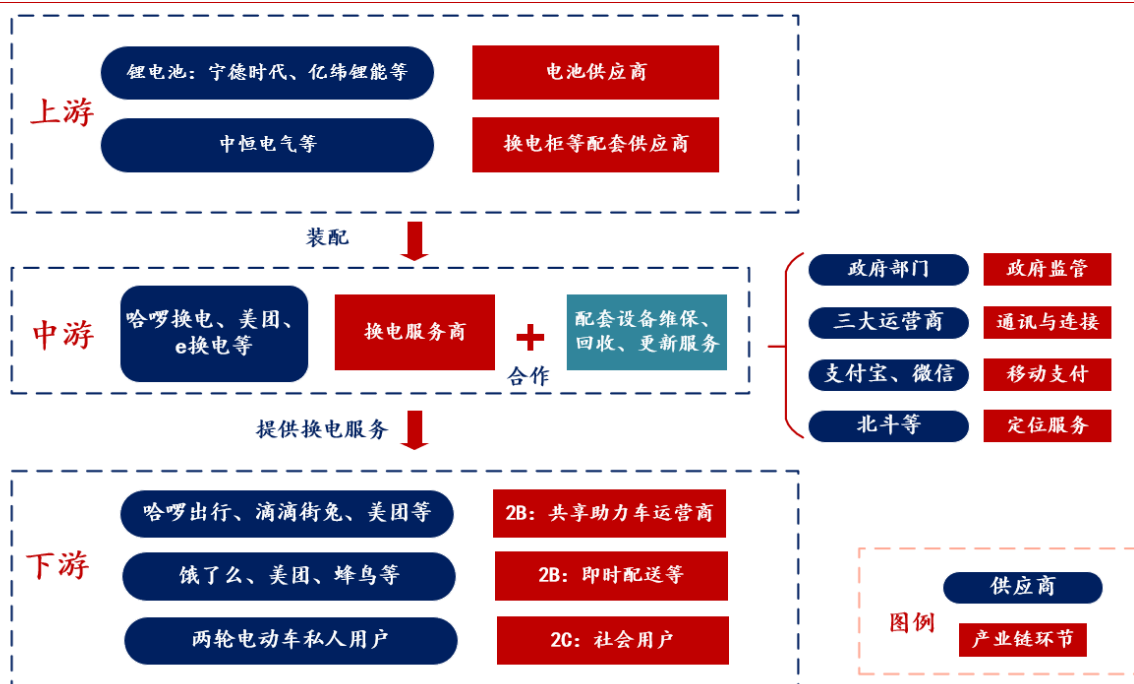 上游
锂电池：宁德时代、亿纬锂能等
电池供应商
中恒电气等
换电柜等配套供应商
装配
中游
哈啰换电、美团、
e换电等
换电服务商
合作
配套设备维保、
回收、更新服务
政府部门
政府监管
三大运营商
通讯与连接
支付宝、微信
移动支付
北斗等
定位服务
提供换电服务
下游
哈啰出行、滴滴街兔、美团等
2B：共享助力车运营商
饿了么、美团、蜂鸟等
2B：即时配送等
两轮电动车私人用户
2C：社会用户
图例
供应商
产业链环节